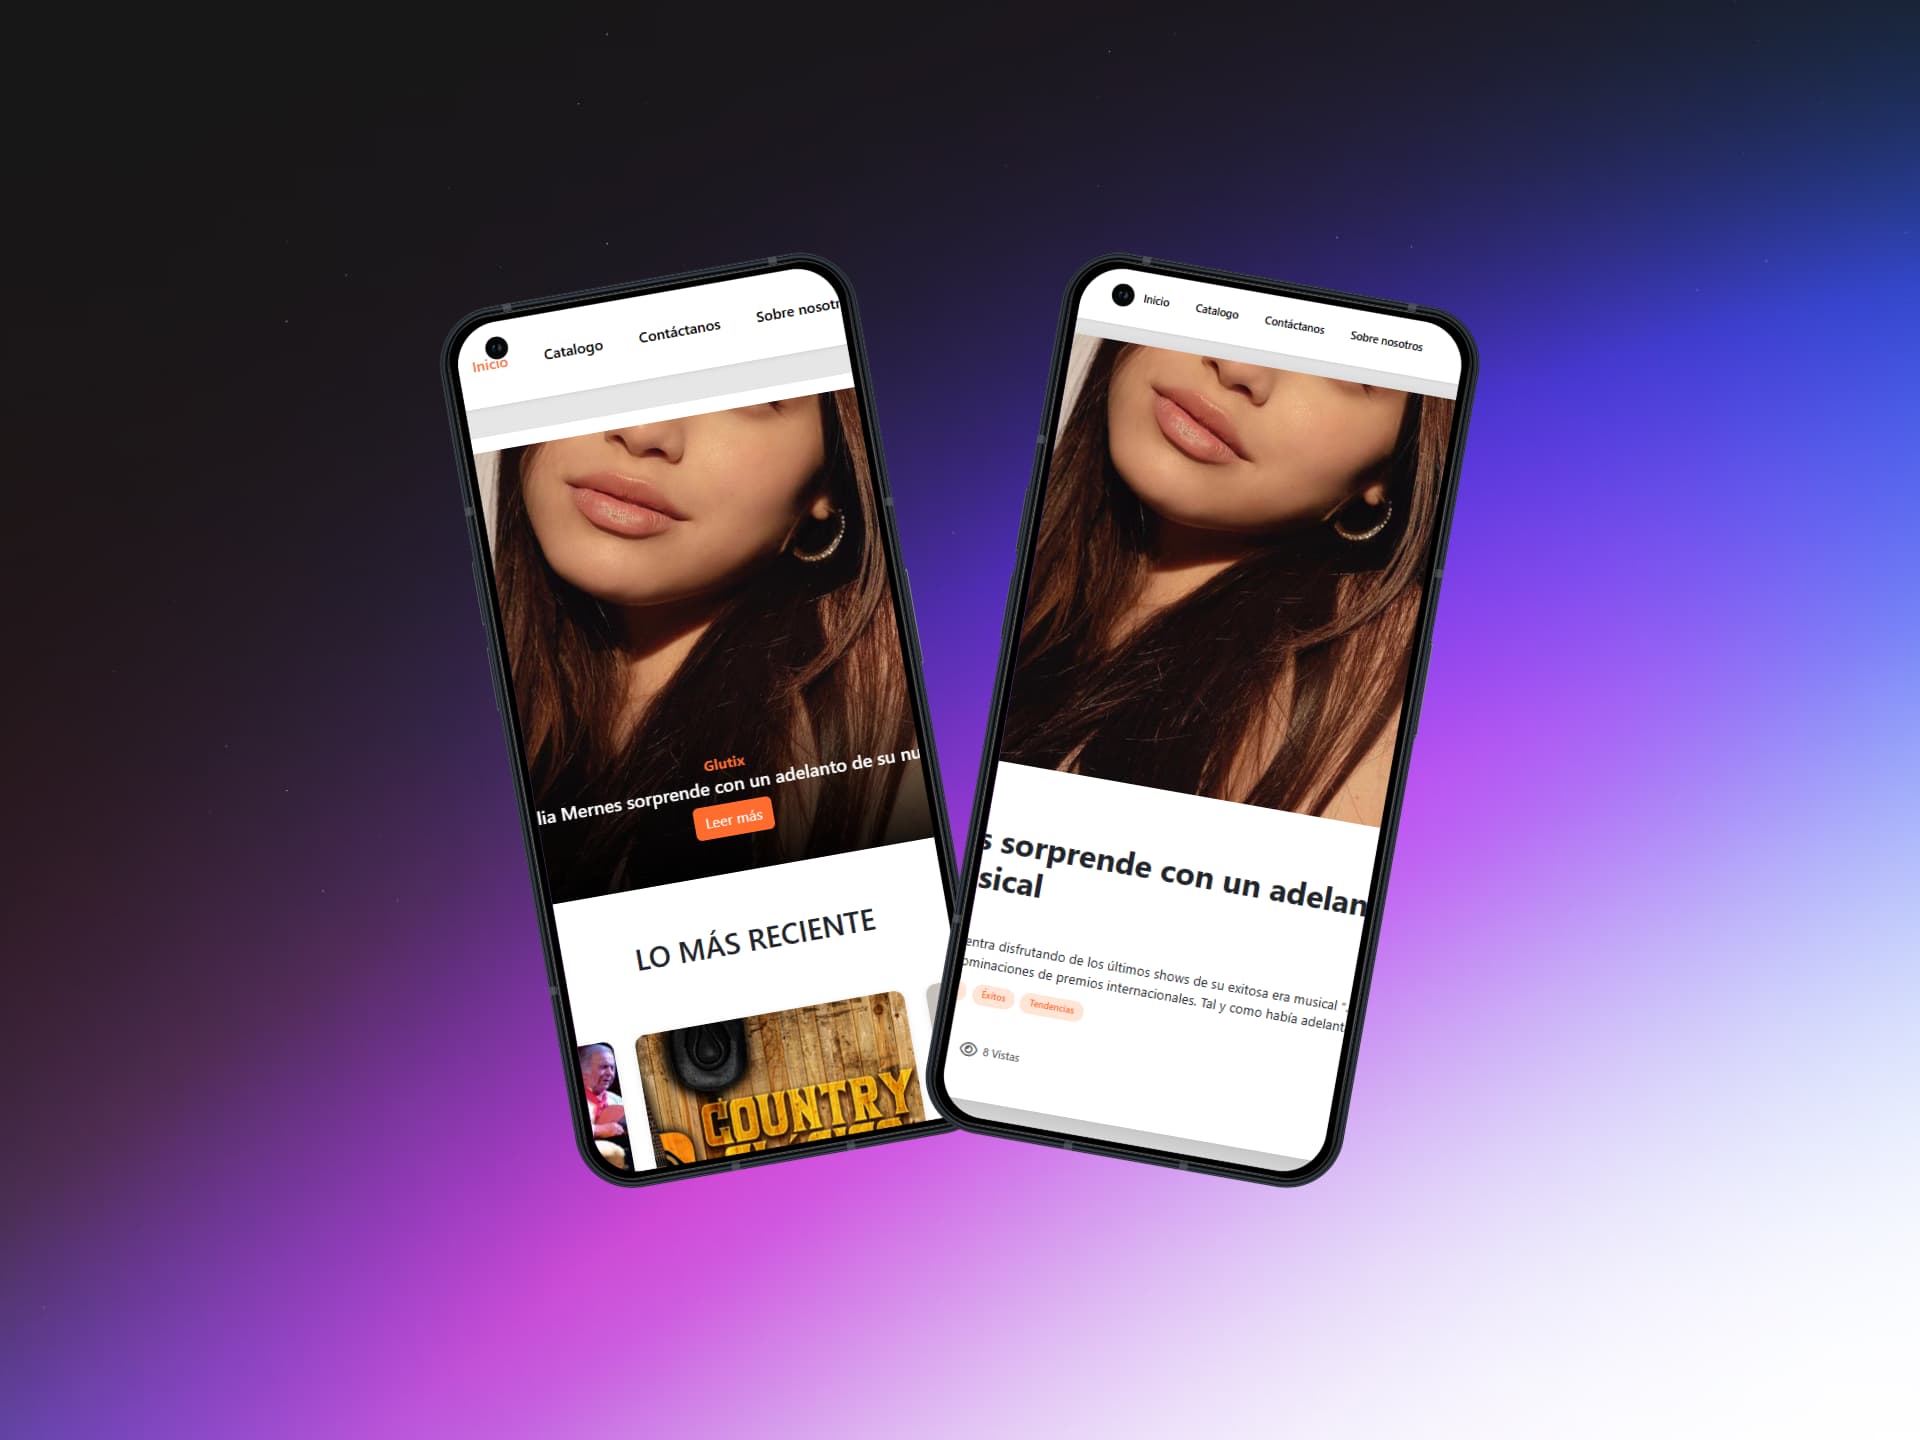 Inicio
Catalogo
Contáctanos
Sobre nosotr
Glutix
lia Mernes sorprende con un adelanto de su nu
Leer más
LO MÁS RECIENTE
COUNTRY
Inicio
Catalogo
Contáctanos
Sobre nosotros
s sorprende con un adelan
sical
entra disfrutando de los últimos shows de su exitosa era musical ".
ominaciones de premios internacionales. Tal y como había adelant
Éxitos
Tendencias
8 Vistas